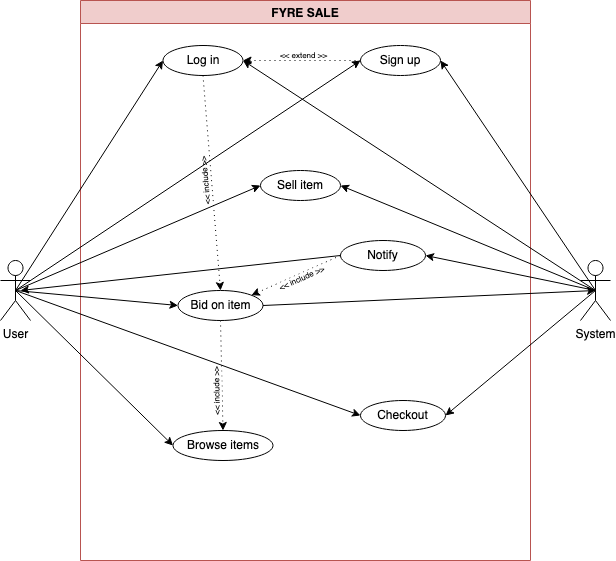 FYRE SALE
<< extend >>
Log in
Sign up
<< include >>
Sell item
Notify
<< include >>
Bid on item
User
System
<< include >>
Checkout
Browse items